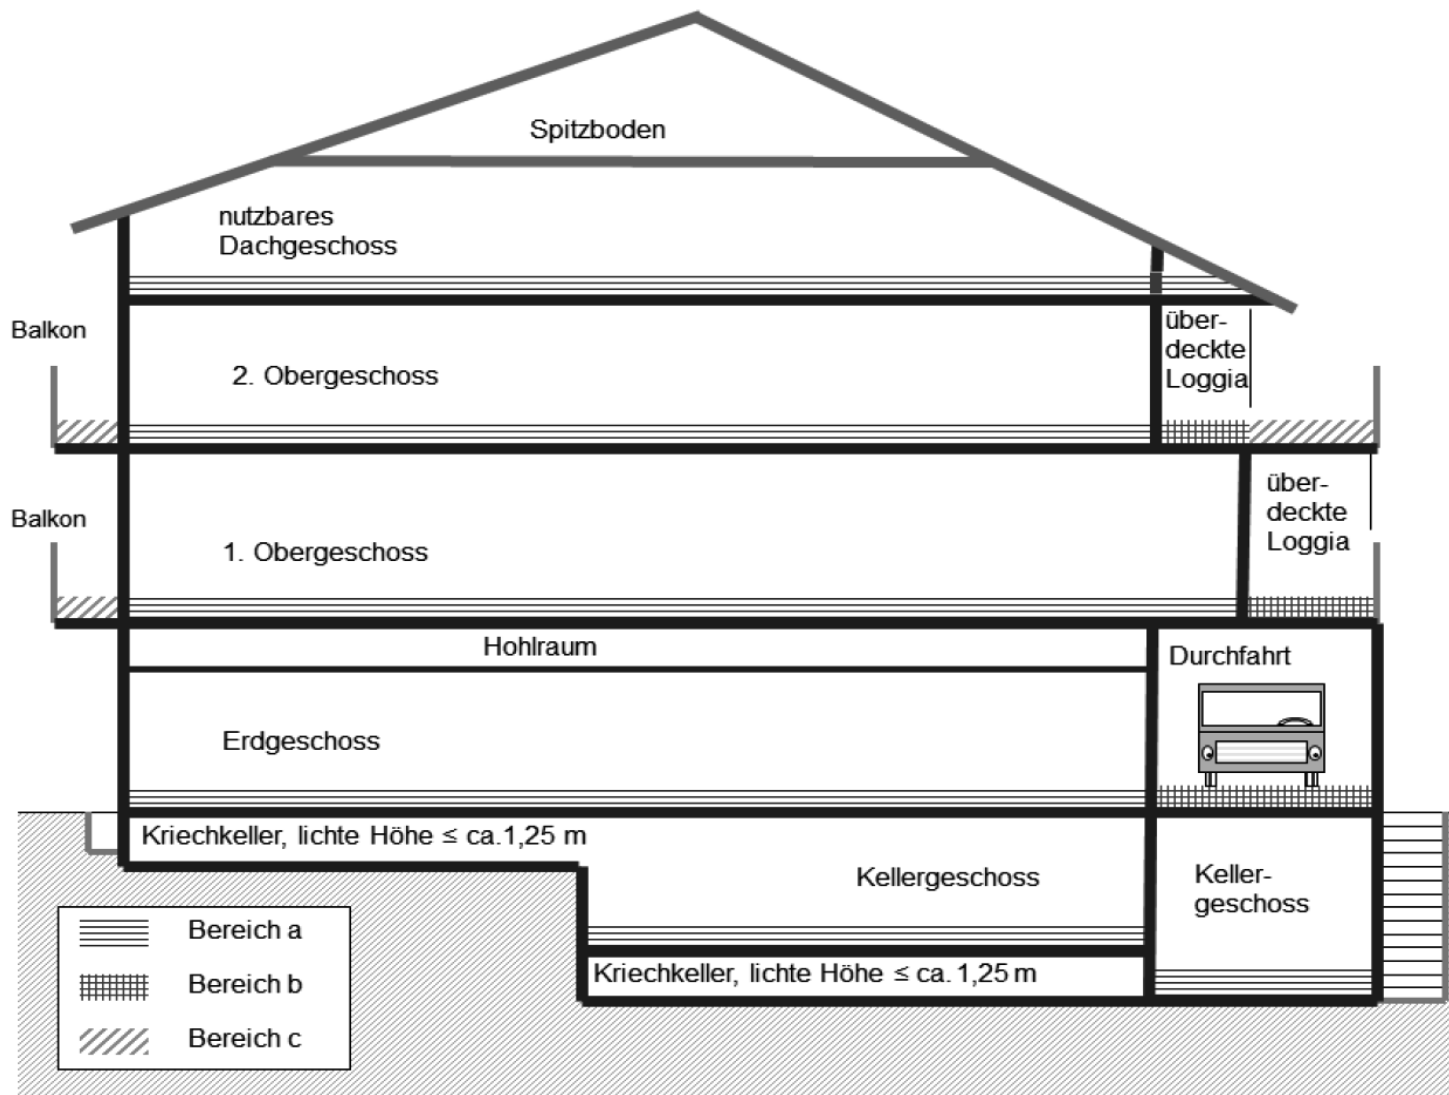 Spitzboden
nutzbares
Dachgeschoss
Balkon
2. Obergeschoss
über-
deckte
Loggia
Balkon
1. Obergeschoss
über-
deckte
Loggia
Hohlraum
Durchfahrt
Erdgeschoss
Kriechkeller, lichte Höhe ≤ ca.1,25 m
Kellergeschoss
Keller-
geschoss
Kriechkeller, lichte Höhe ≤ ca. 1,25 m
Bereich a
Bereich b
Bereich c